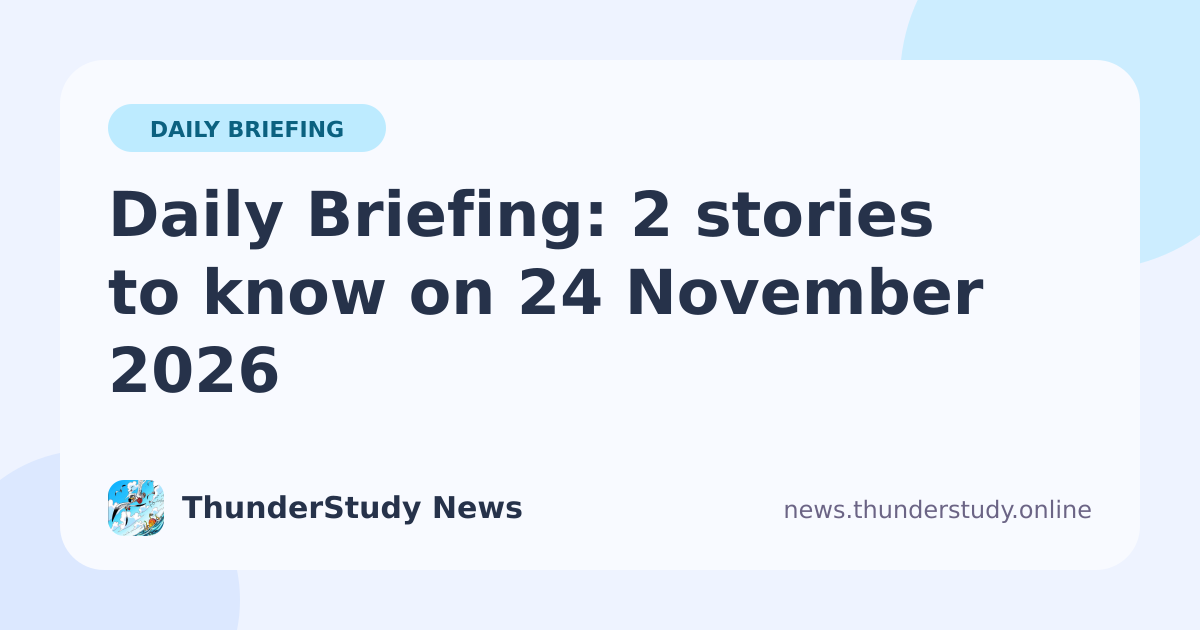 DAILY BRIEFING
Daily Briefing: 2 stories
to know on 24 November
2026
ThunderStudy News
news.thunderstudy.online